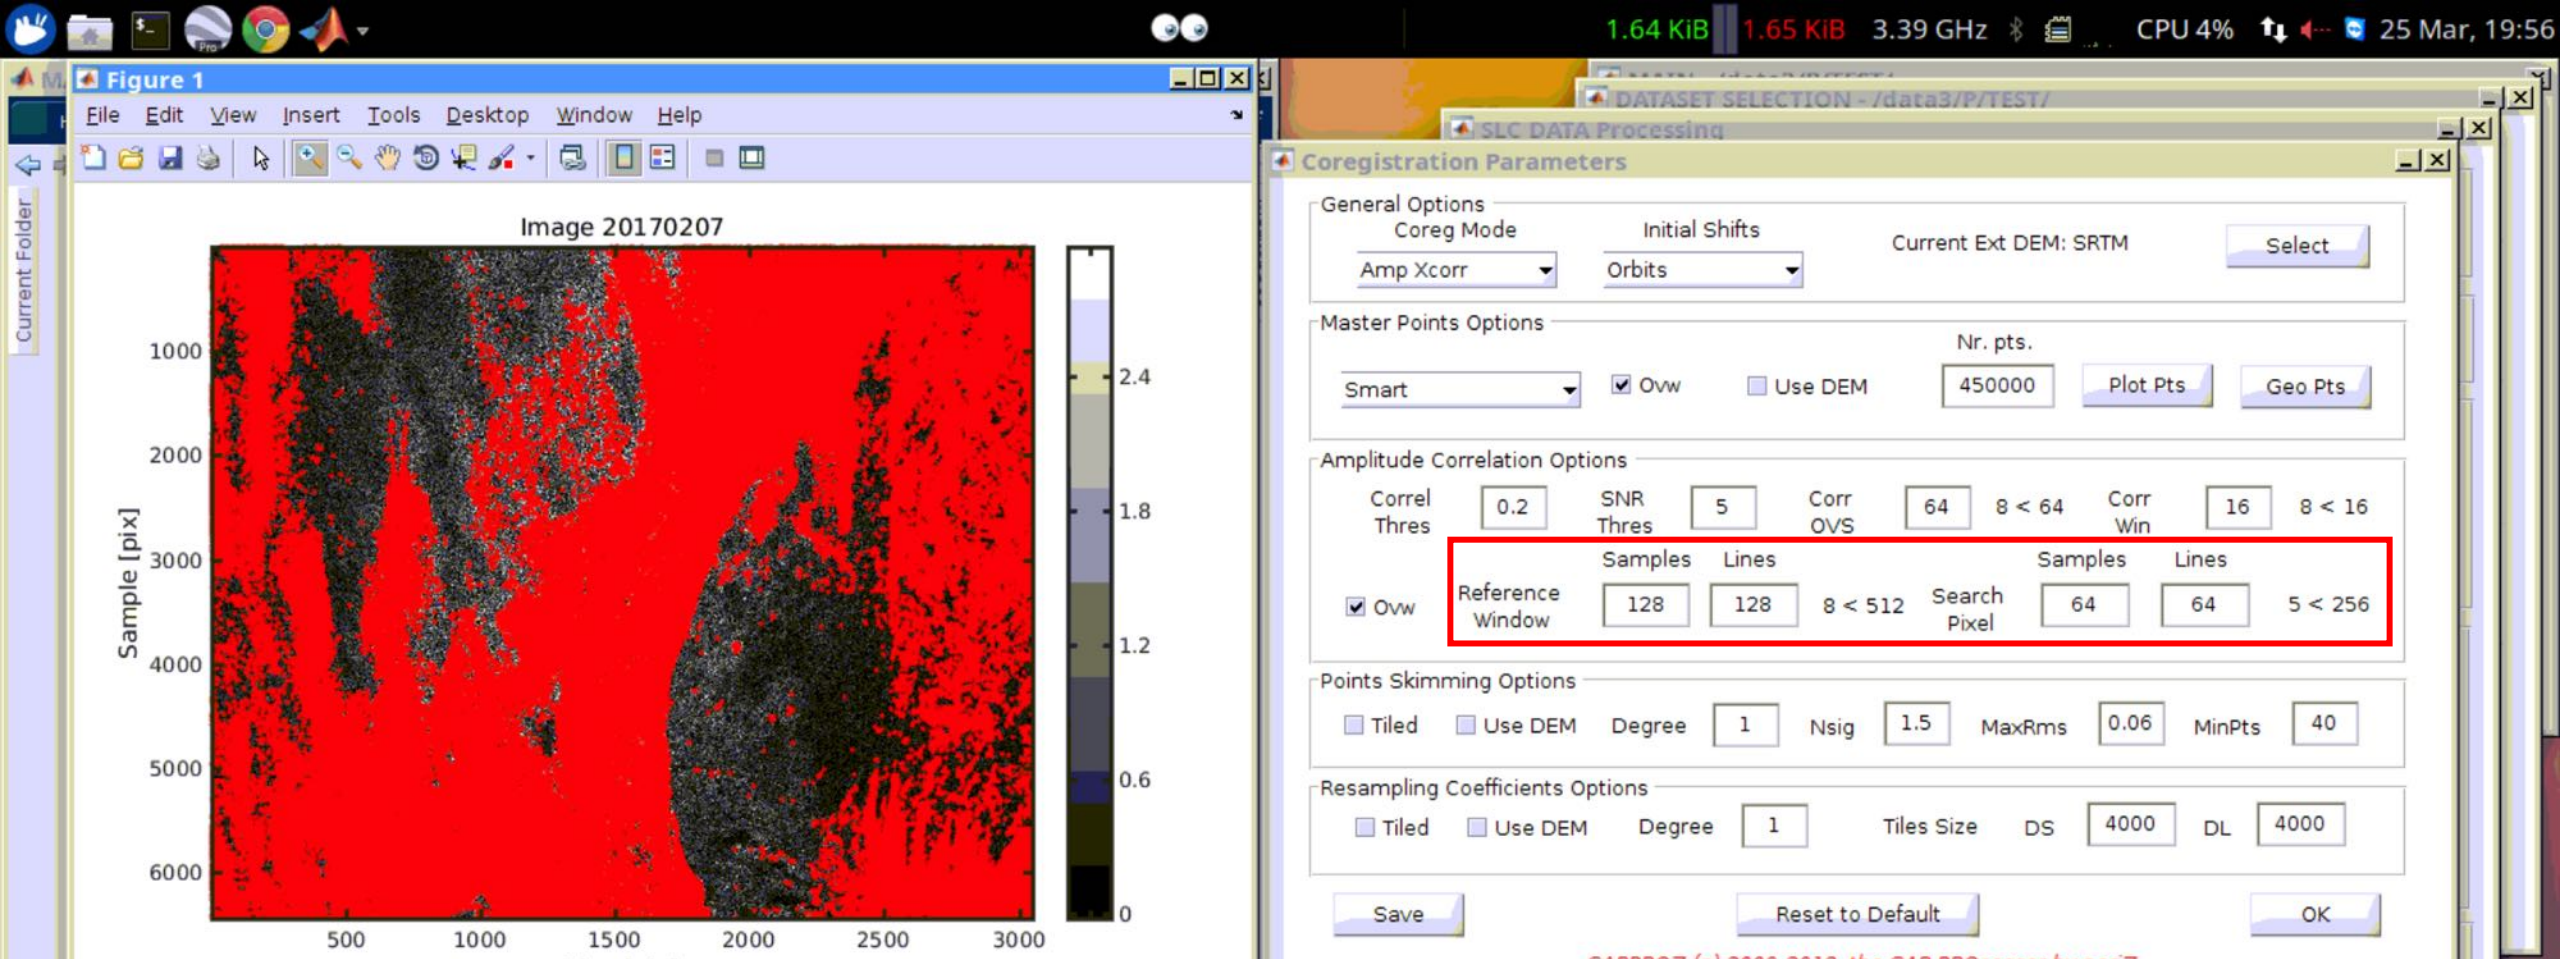 $_
Pro
1.64 KiB 1.65 KiB 3.39 GHz CPU 4% 25 Mar, 19:56
Figure 1
File Edit View Insert Tools Desktop Window Help
Current Folder
Image 20170207
Sample [pix]
1000
2000
3000
4000
5000
6000
500 1000 1500 2000 2500 3000
2.4
1.8
1.2
0.6
0
DATASET SELECTION - /data3/P/TEST/
SLC DATA Processing
Coregistration Parameters
General Options
Coreg Mode Initial Shifts
Amp Xcorr Orbits Current Ext DEM: SRTM Select
Master Points Options
Nr. pts.
Smart Ovw Use DEM 450000 Plot Pts Geo Pts
Amplitude Correlation Options
Correl Thres 0.2 SNR Thres 5 Corr OVS 64 8 < 64 Corr Win 16 8 < 16
Samples Lines Samples Lines
Ovw Reference Window 128 128 8 < 512 Search Pixel 64 64 5 < 256
Points Skimming Options
Tiled Use DEM Degree 1 Nsig 1.5 MaxRms 0.06 MinPts 40
Resampling Coefficients Options
Tiled Use DEM Degree 1 Tiles Size DS 4000 DL 4000
Save Reset to Default OK